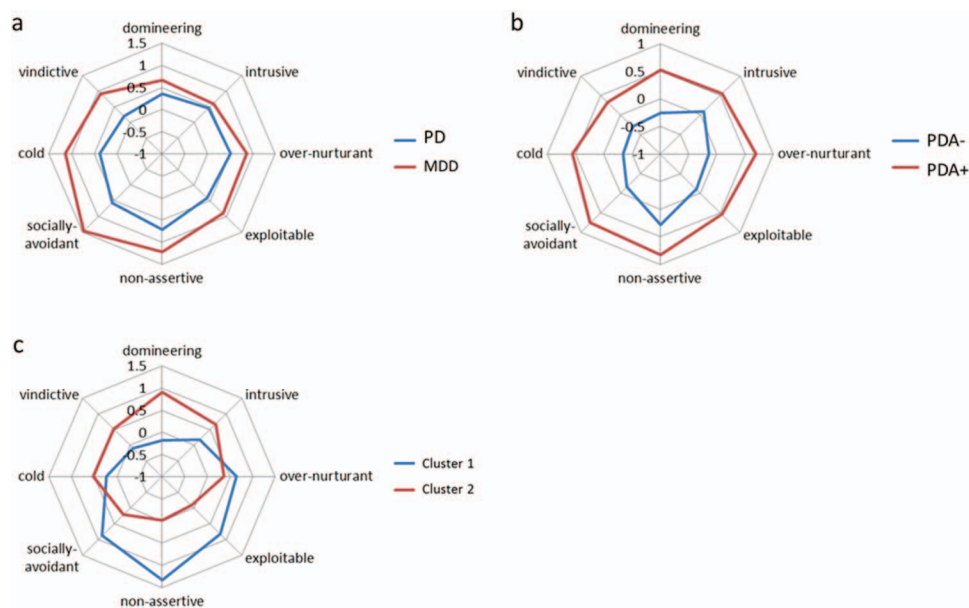 a
domineering
1.5
1
0.5
0
-0.5
-1
vindictive
intrusive
cold
over-nurturant
socially-
avoidant
exploitable
non-assertive
PD
MDD
b
domineering
1
0.5
0
-0.5
-1
vindictive
intrusive
cold
over-nurturant
socially-
avoidant
exploitable
non-assertive
PDA-
PDA+
c
domineering
1.5
1
0.5
0
-0.5
-1
vindictive
intrusive
cold
over-nurturant
socially-
avoidant
exploitable
non-assertive
Cluster 1
Cluster 2